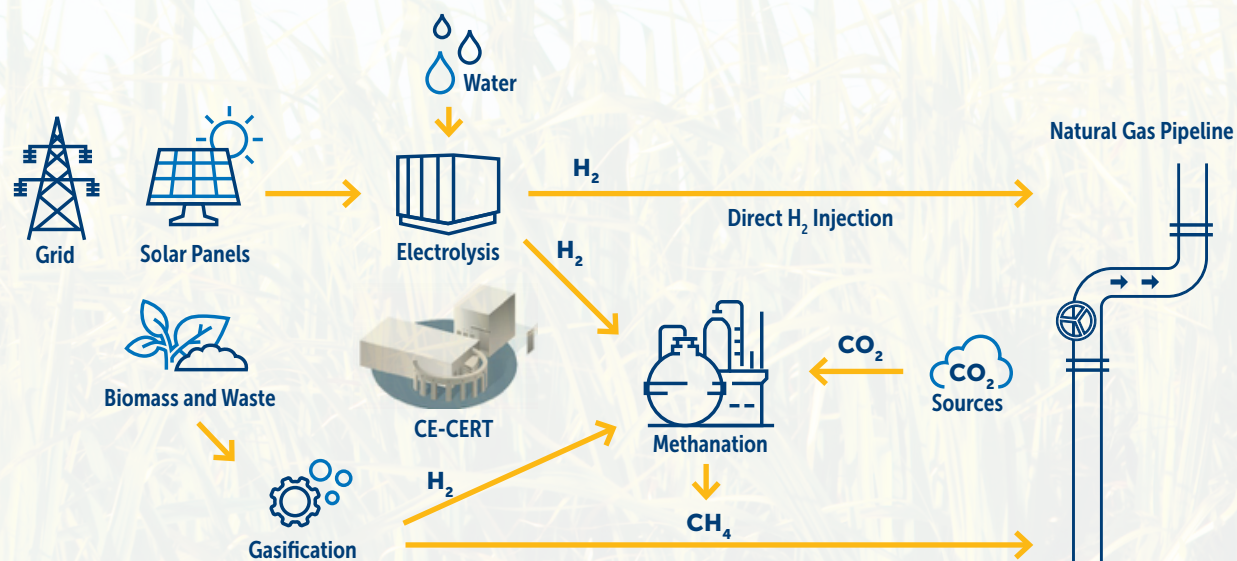 Water
Natural Gas Pipeline
H₂
Direct H₂ Injection
Grid
Solar Panels
Electrolysis
H₂
CO₂
CO₂
Sources
Biomass and Waste
CE-CERT
Methanation
H₂
CH₄
Gasification